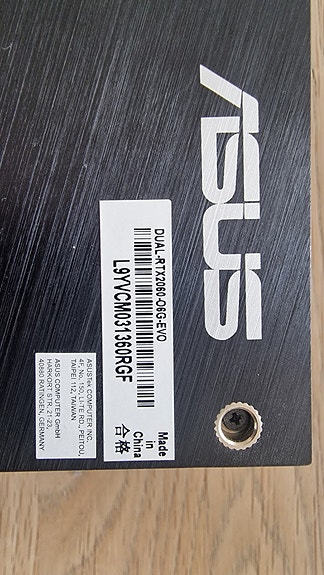 ASUS
DUAL-RTX2060-O6G-EVO
L9YVCM031360RGF
Made
in
China
合格
ASUSTek COMPUTER INC.
4F, No. 150, LI-TE RD., PEITOU,
TAIPEI 112, TAIWAN
ASUS COMPUTER GmbH
HARKORT STR. 21-23,
40880 RATINGEN, GERMANY